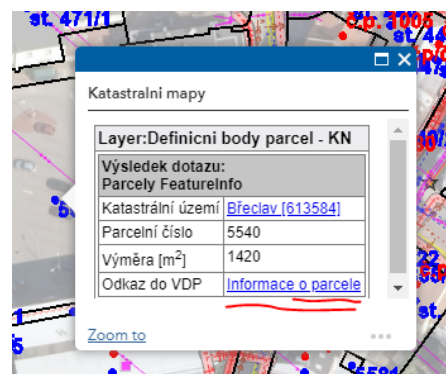 st. 471/1
č.p. 1005
Katastralni mapy
Layer:Definicni body parcel - KN
Výsledek dotazu:
Parcely FeatureInfo
Katastrální území Břeclav [613584]
Parcelní číslo 5540
Výměra [m2] 1420
Odkaz do VDP Informace o parcele
Zoom to